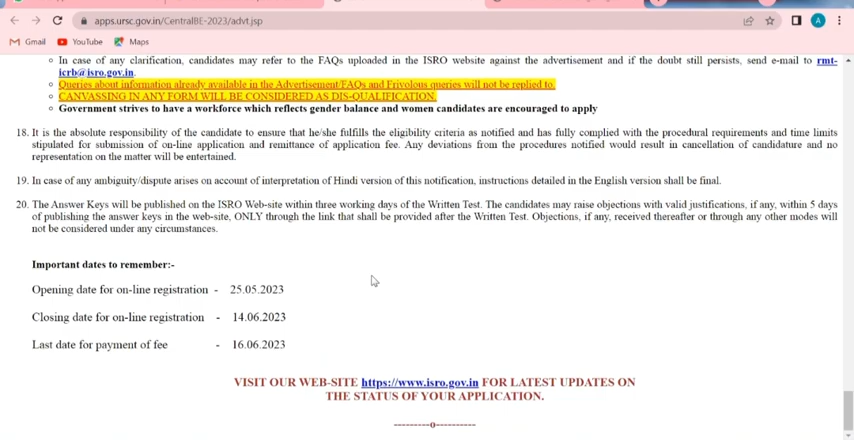 apps.ursc.gov.in/CentralBE-2023/advt.jsp
A
Gmail YouTube Maps
In case of any clarification, candidates may refer to the FAQs uploaded in the ISRO website against the advertisement and if the doubt still persists, send e-mail to rmt-
icrb@isro.gov.in.
Queries about information already available in the Advertisement/FAQs and Frivolous queries will not be replied to.
CANVASSING IN ANY FORM WILL BE CONSIDERED AS DIS-QUALIFICATION.
Government strives to have a workforce which reflects gender balance and women candidates are encouraged to apply
18. It is the absolute responsibility of the candidate to ensure that he/she fulfills the eligibility criteria as notified and has fully complied with the procedural requirements and time limits
stipulated for submission of on-line application and remittance of application fee. Any deviations from the procedures notified would result in cancellation of candidature and no
representation on the matter will be entertained.
19. In case of any ambiguity/dispute arises on account of interpretation of Hindi version of this notification, instructions detailed in the English version shall be final.
20. The Answer Keys will be published on the ISRO Web-site within three working days of the Written Test. The candidates may raise objections with valid justifications, if any, within 5 days
of publishing the answer keys in the web-site, ONLY through the link that shall be provided after the Written Test. Objections, if any, received thereafter or through any other modes will
not be considered under any circumstances.
Important dates to remember:-
Opening date for on-line registration - 25.05.2023
Closing date for on-line registration - 14.06.2023
Last date for payment of fee - 16.06.2023
VISIT OUR WEB-SITE https://www.isro.gov.in FOR LATEST UPDATES ON
THE STATUS OF YOUR APPLICATION.
---------o----------